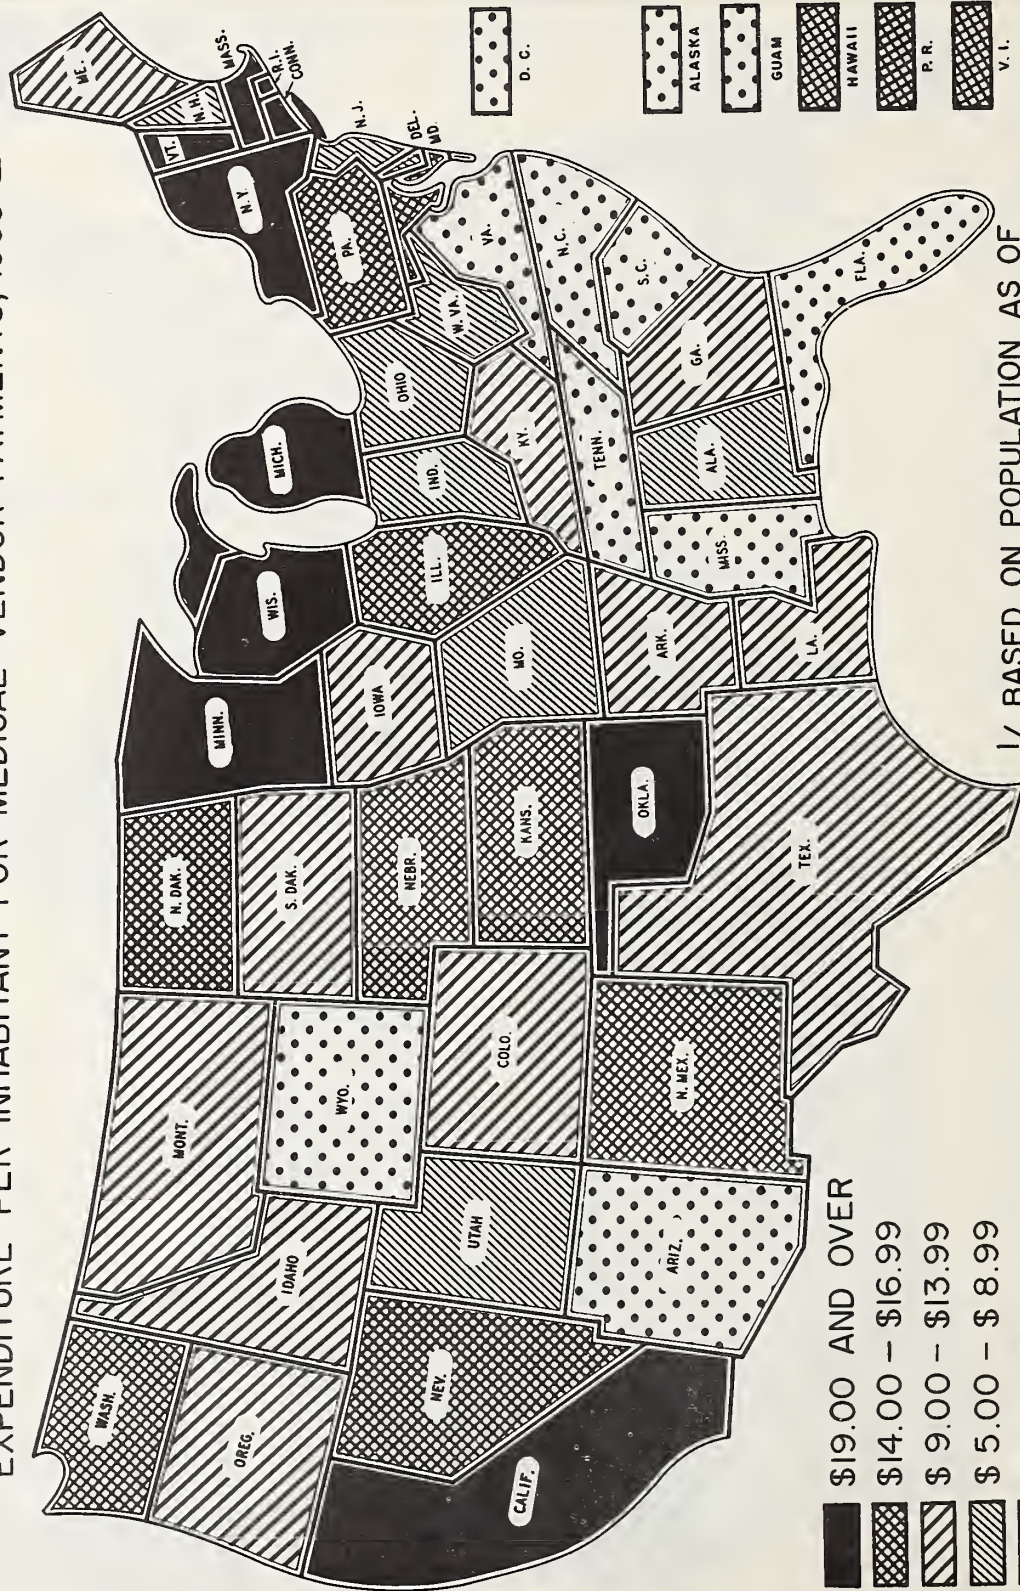 EXPENDITURE PER INHABITANT FOR MEDICAL VENDOR PAYMENTS,
WASH.
OREG.
CALIF.
NEV.
IDAHO
MONT.
WYO.
UTAH
ARIZ.
COLO.
N. MEX.
N. DAK.
S. DAK.
NEBR.
KANS.
OKLA.
TEX.
MINN.
IOWA
MO.
ARK.
LA.
WIS.
ILL.
MICH.
IND.
OHIO
KY.
TENN.
MISS.
ALA.
GA.
FLA.
S.C.
N.C.
VA.
W. VA.
PA.
N.Y.
VT.
N.H.
ME.
MASS.
R.I.
CONN.
N. J.
DEL.
MD.
D. C.
ALASKA
GUAM
HAWAII
P. R.
V. I.
$19.00 AND OVER
$14.00 – $16.99
$ 9.00 – $13.99
$ 5.00 – $ 8.99
1/ BASED ON POPULATION AS OF